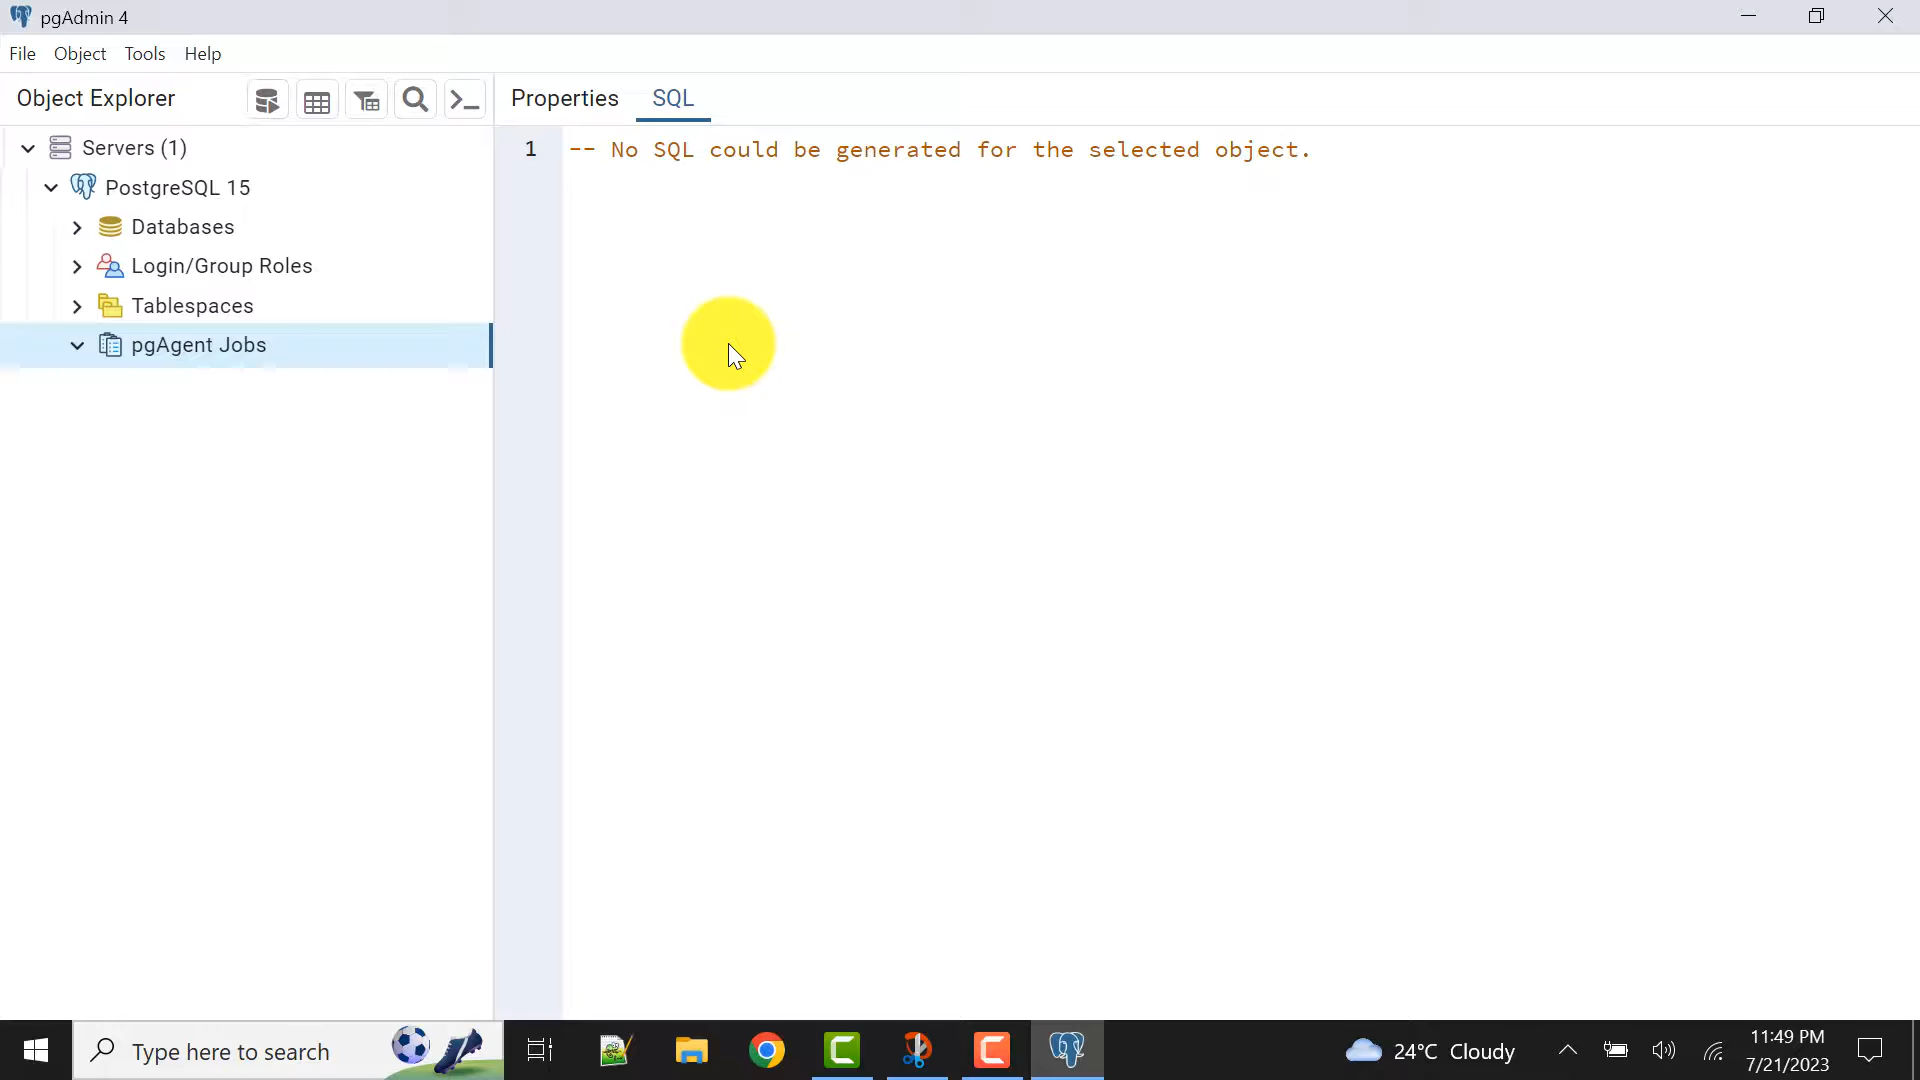 pgAdmin 4
File Object Tools Help
Object Explorer
Properties SQL
Servers (1)
PostgreSQL 15
Databases
Login/Group Roles
Tablespaces
pgAgent Jobs
1 -- No SQL could be generated for the selected object.
Type here to search
24°C Cloudy
11:49 PM
7/21/2023